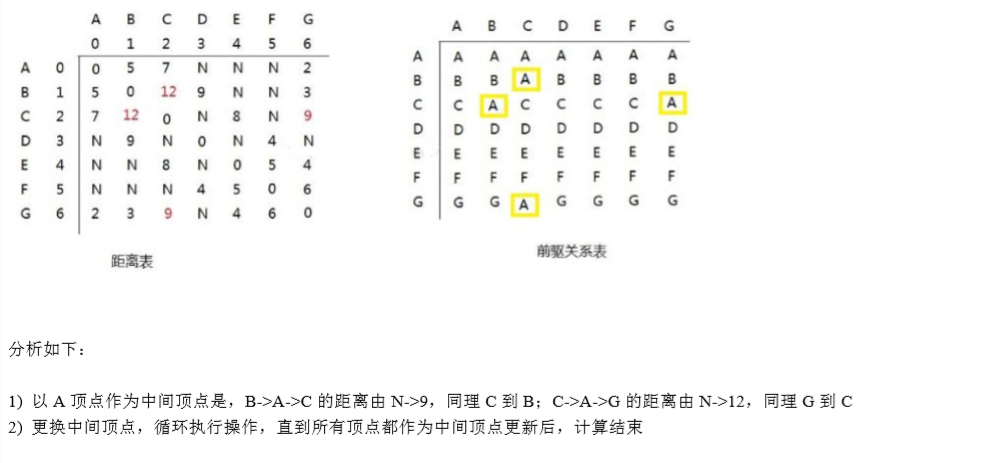 A B C D E F G
0 1 2 3 4 5 6
A 0 0 5 7 N N N 2
B 1 5 0 12 9 N N 3
C 2 7 12 0 N 8 N 9
D 3 N 9 N 0 N 4 N
E 4 N N 8 N 0 5 4
F 5 N N N 4 5 0 6
G 6 2 3 9 N 4 6 0
距离表
A B C D E F G
A A A A A A A A
B B B A B B B B
C C A C C C C A
D D D D D D D D
E E E E E E E E
F F F F F F F F
G G G A G G G G
前驱关系表
分析如下:
1) 以 A 顶点作为中间顶点是，B->A->C 的距离由 N->9，同理 C 到 B；C->A->G 的距离由 N->12，同理 G 到 C
2) 更换中间顶点，循环执行操作，直到所有顶点都作为中间顶点更新后，计算结束